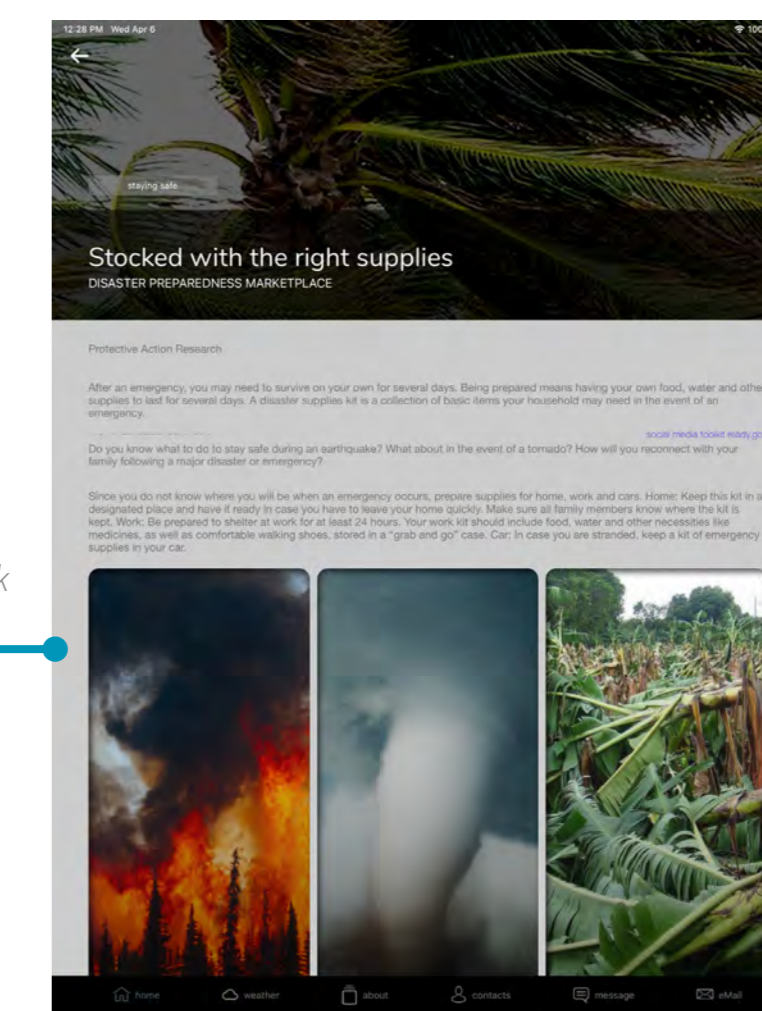 12:28 PM Wed Apr 6
100
staying safe
Stocked with the right supplies
DISASTER PREPAREDNESS MARKETPLACE
Protective Action Research
After an emergency, you may need to survive on your own for several days. Being prepared means having your own food, water and othe
supplies to last for several days. A disaster supplies kit is a collection of basic items your household may need in the event of an
emergency.
social media toolkit ready.go
Do you know what to do to stay safe during an earthquake? What about in the event of a tornado? How will you reconnect with your
family following a major disaster or emergency?
Since you do not know where you will be when an emergency occurs, prepare supplies for home, work and cars. Home: Keep this kit in a
designated place and have it ready in case you have to leave your home quickly. Make sure all family members know where the kit is
kept. Work: Be prepared to shelter at work for at least 24 hours. Your work kit should include food, water and other necessities like
medicines, as well as comfortable walking shoes, stored in a "grab and go" case. Car: In case you are stranded, keep a kit of emergency
supplies in your car.
k
home weather about contacts message eMail